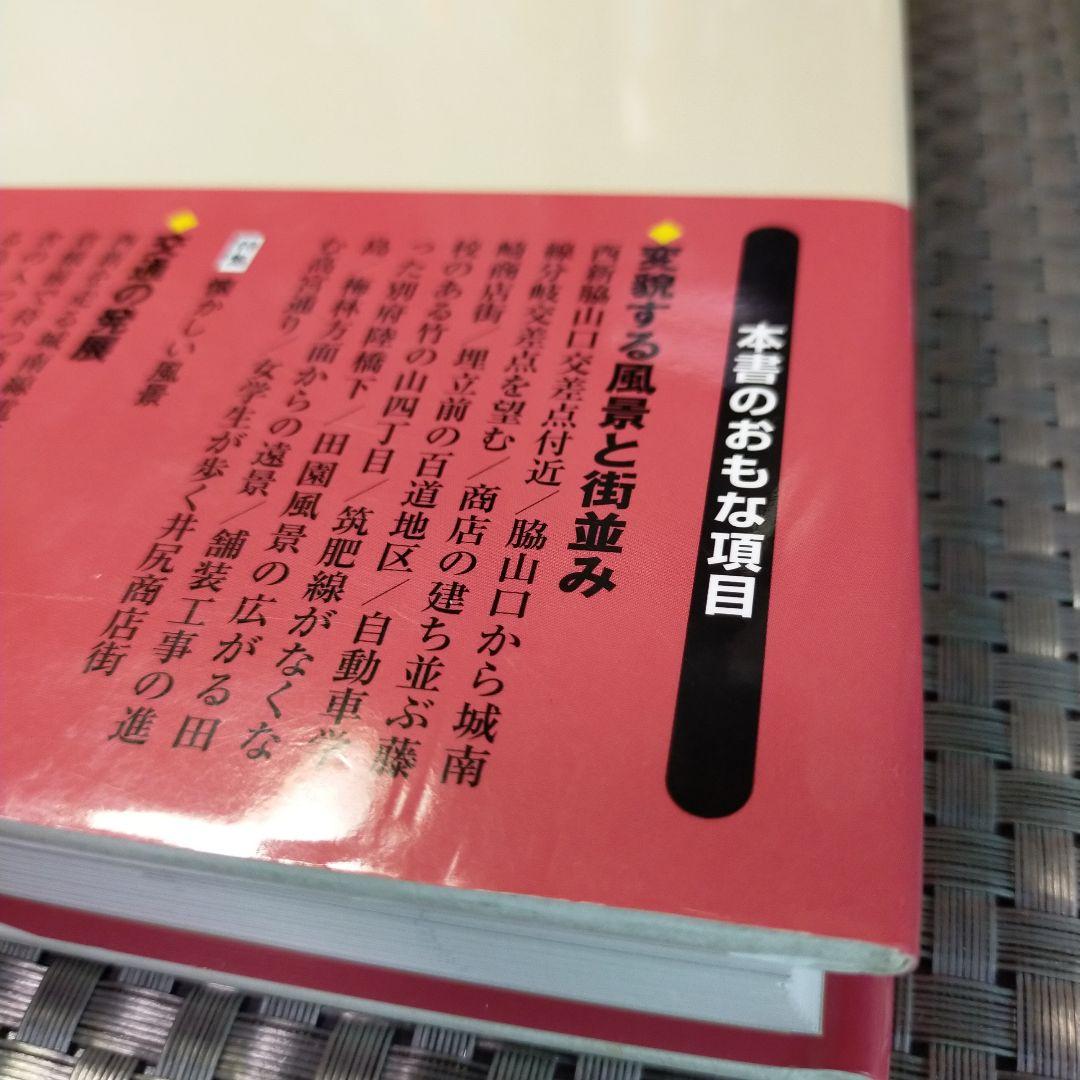 本書のおもな項目
変貌する風景と街並み
西新脇山口交差点付近/脇山口から城南
線分岐交差点を望む/商店の建ち並ぶ藤
崎商店街/埋立前の百道地区/自動車学
校のある竹の山四丁目/筑肥線がなくな
った別府陸橋下/田園風景の広がる田
島 梅林方面からの遠景/舗装工事の進
む高宮通り/女学生が歩く井尻商店街
懐かしい風景
交通の発展